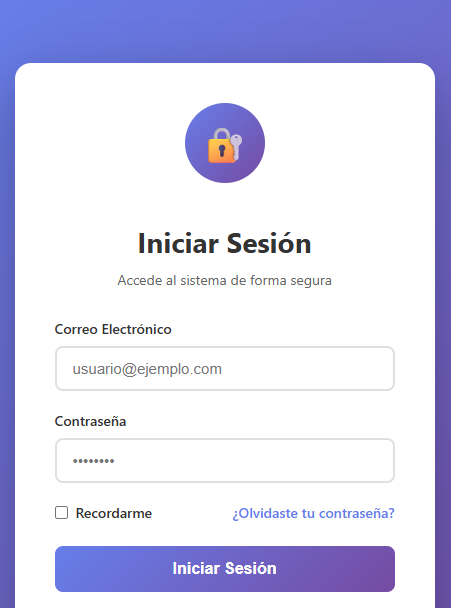 Iniciar Sesión
Accede al sistema de forma segura
Correo Electrónico
usuario@ejemplo.com
Contraseña
••••••••
Recordarme
¿Olvidaste tu contraseña?
Iniciar Sesión